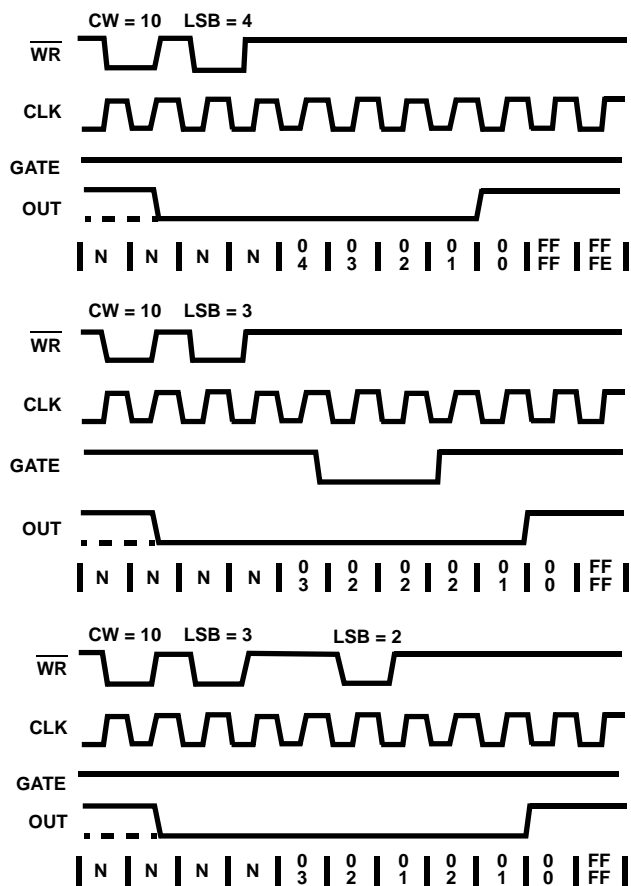 CW = 10 LSB = 4
WR
CLK
GATE
OUT
N N N N 0 0 0 0 0 FF FF
4 3 2 1 0 FF FE
CW = 10 LSB = 3
WR
CLK
GATE
OUT
N N N N 0 0 0 0 0 0 FF
3 2 2 2 1 0 FF
CW = 10 LSB = 3 LSB = 2
WR
CLK
GATE
OUT
N N N N 0 0 0 0 0 0 FF
3 2 1 2 1 0 FF